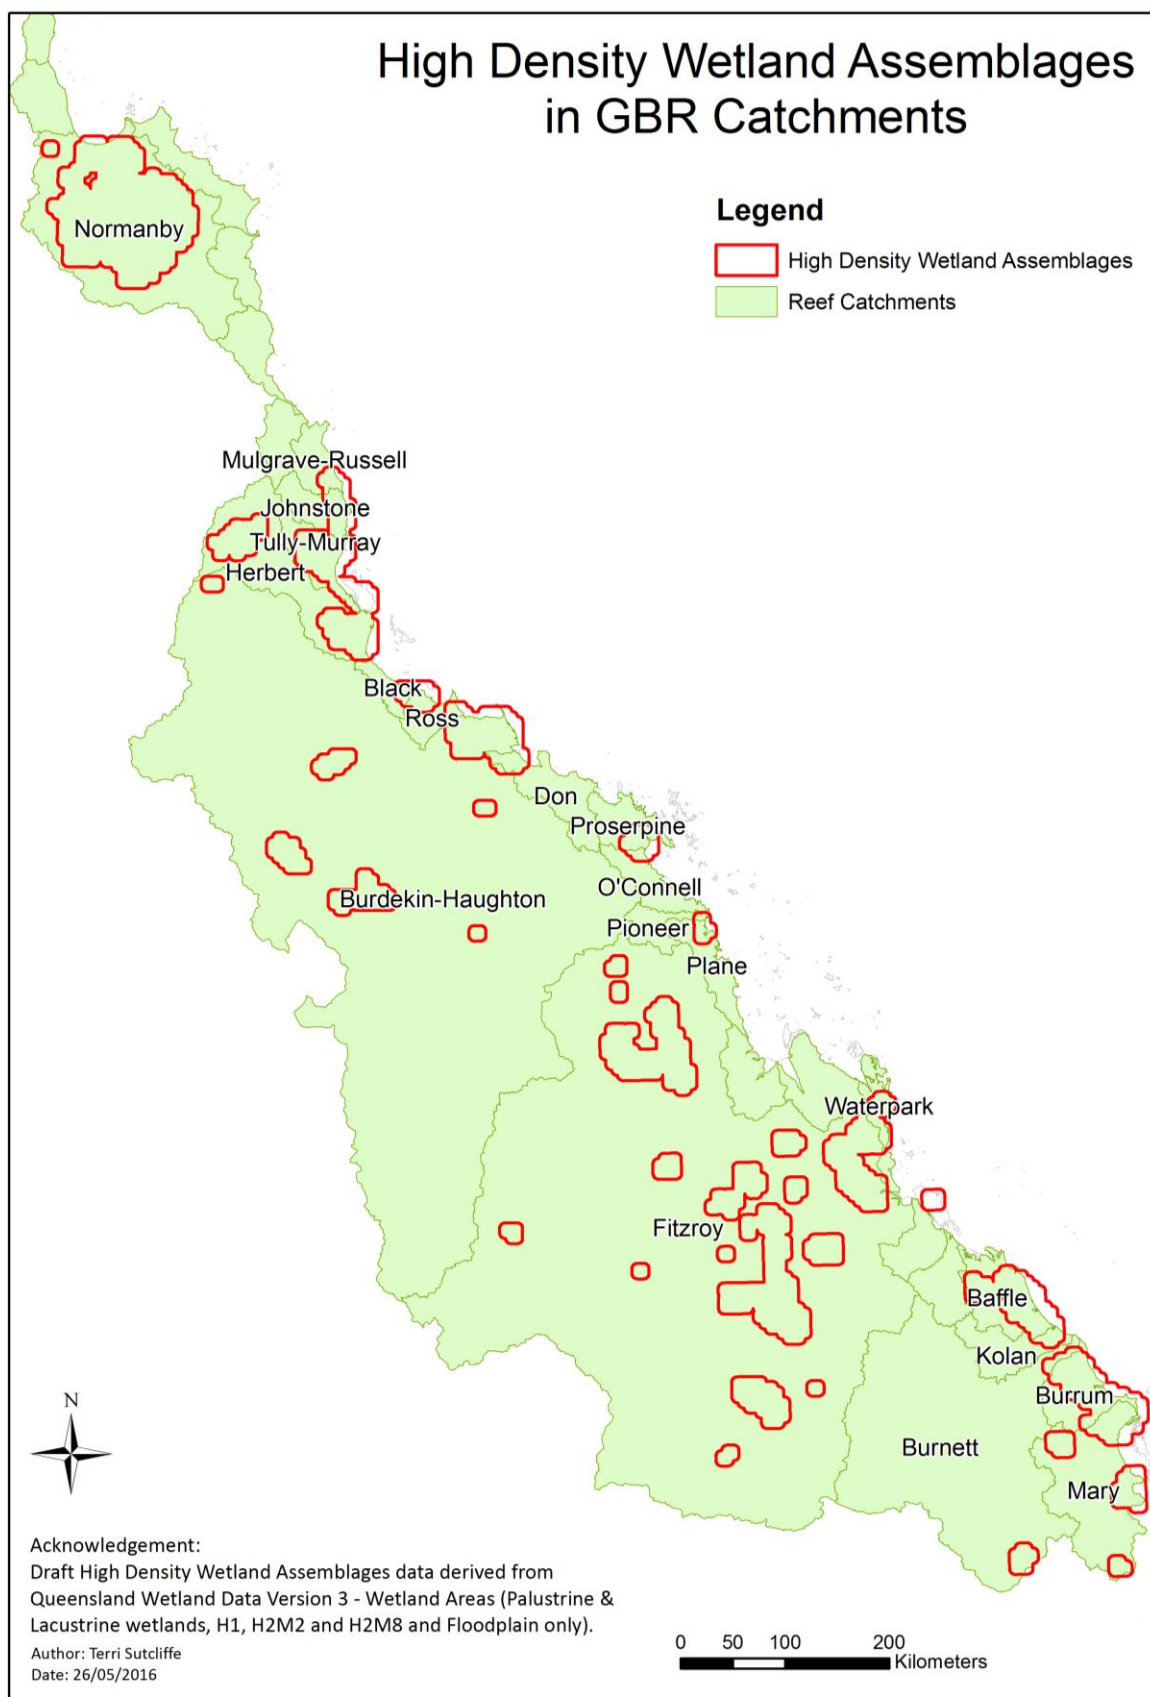 High Density Wetland Assemblages
in GBR Catchments
Legend
High Density Wetland Assemblages
Reef Catchments
Normanby
Mulgrave-Russell
Johnstone
Tully-Murray
Herbert
Black
Ross
Don
Proserpine
O'Connell
Burdekin-Haughton
Pioneer
Plane
Waterpark
Fitzroy
Baffle
Kolan
Burrum
Burnett
Mary
N
Acknowledgement:
Draft High Density Wetland Assemblages data derived from
Queensland Wetland Data Version 3 - Wetland Areas (Palustrine &
Lacustrine wetlands, H1, H2M2 and H2M8 and Floodplain only).
Author: Terri Sutcliffe
Date: 26/05/2016
0 50 100 200
Kilometers